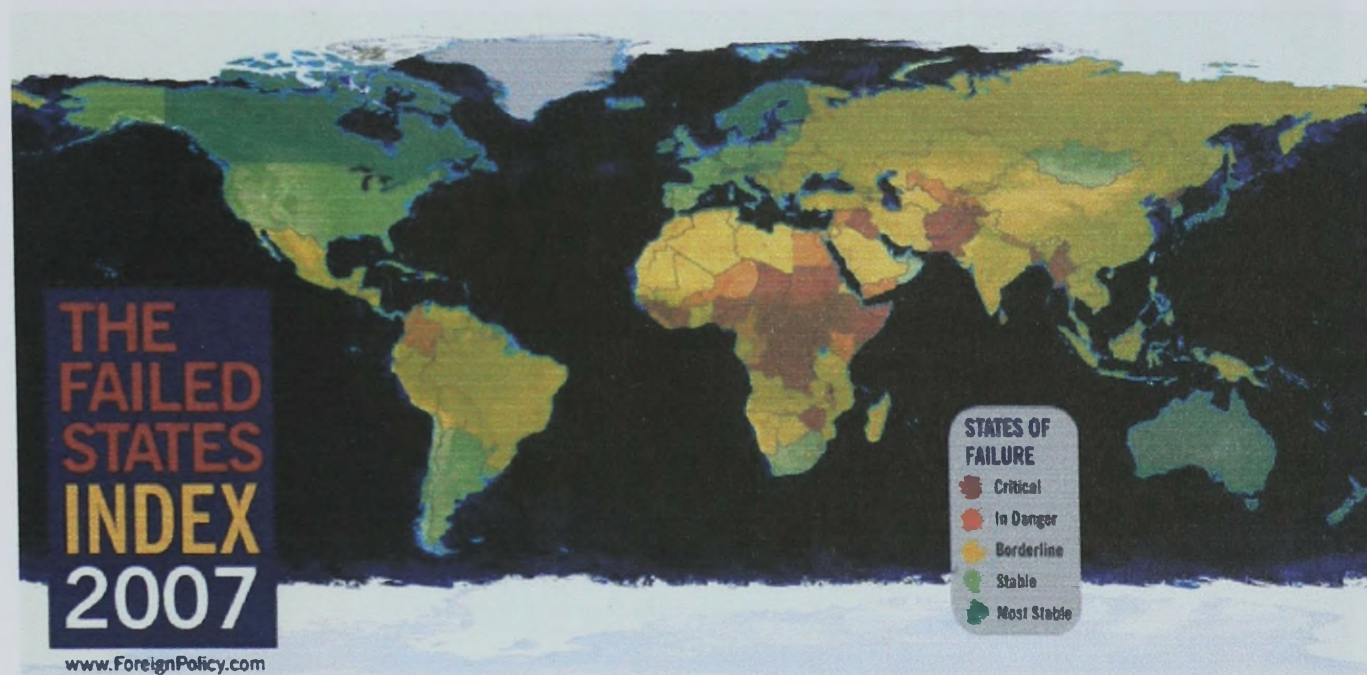 THE
FAILED
STATES
INDEX
2007
www.ForeignPolicy.com
STATES OF
FAILURE
Critical
In Danger
Borderline
Stable
Most Stable